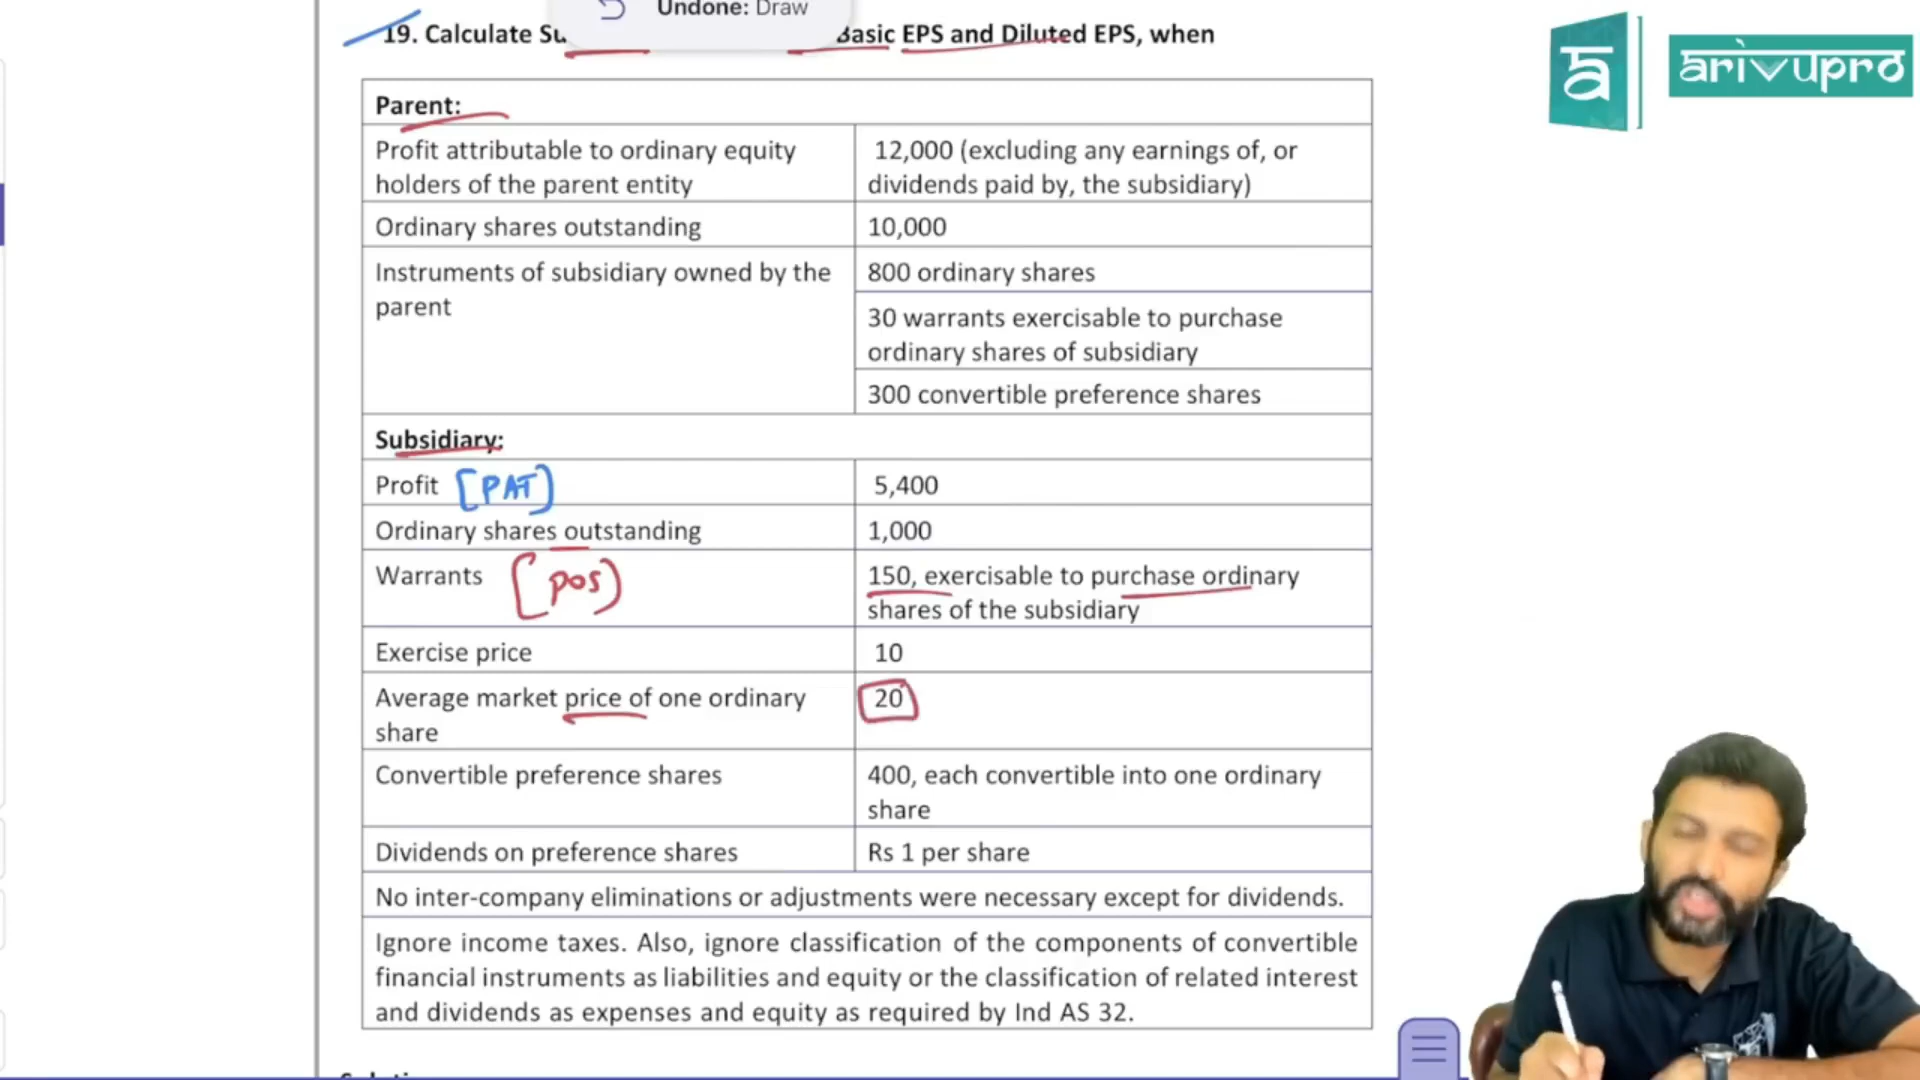 Undone: Draw
19. Calculate Su Basic EPS and Diluted EPS, when
ā arivupro
Parent:
Profit attributable to ordinary equity holders of the parent entity
12,000 (excluding any earnings of, or dividends paid by, the subsidiary)
Ordinary shares outstanding
10,000
Instruments of subsidiary owned by the parent
800 ordinary shares
30 warrants exercisable to purchase ordinary shares of subsidiary
300 convertible preference shares
Subsidiary:
Profit [PAT]
5,400
Ordinary shares outstanding
1,000
Warrants [POS]
150, exercisable to purchase ordinary shares of the subsidiary
Exercise price
10
Average market price of one ordinary share
20
Convertible preference shares
400, each convertible into one ordinary share
Dividends on preference shares
Rs 1 per share
No inter-company eliminations or adjustments were necessary except for dividends.
Ignore income taxes. Also, ignore classification of the components of convertible
financial instruments as liabilities and equity or the classification of related interest
and dividends as expenses and equity as required by Ind AS 32.